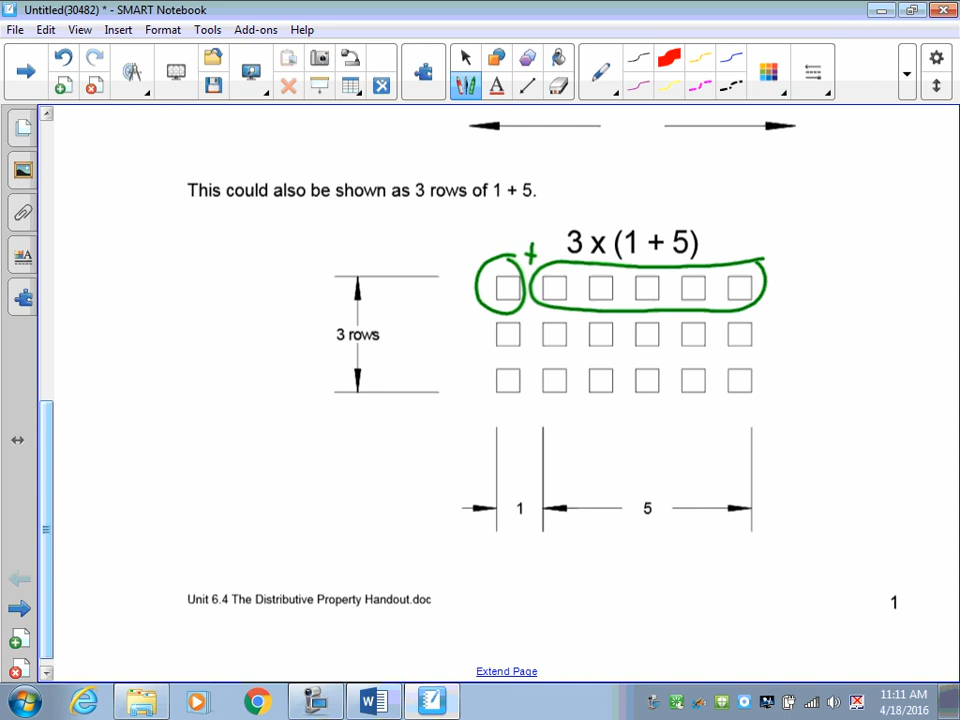 Untitled(30482) * - SMART Notebook
File Edit View Insert Format Tools Add-ons Help
This could also be shown as 3 rows of 1 + 5.
+
3 x (1 + 5)
3 rows
1
5
Unit 6.4 The Distributive Property Handout.doc
1
Extend Page
11:11 AM
4/18/2016